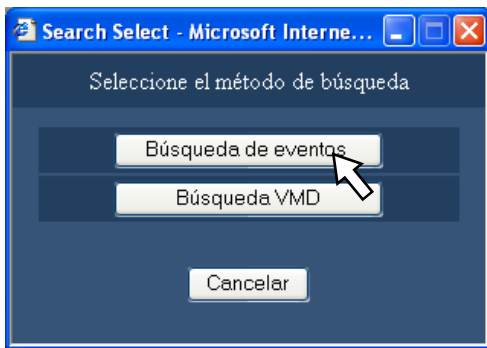 Search Select - Microsoft Interne...
Seleccione el método de búsqueda
Búsqueda de eventos
Búsqueda VMD
Cancelar